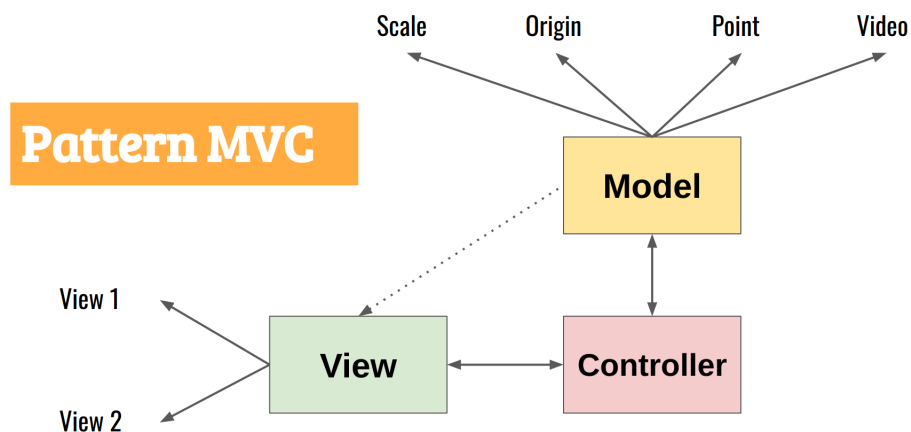 Scale
Origin
Point
Video
Pattern MVC
Model
View 1
View
Controller
View 2